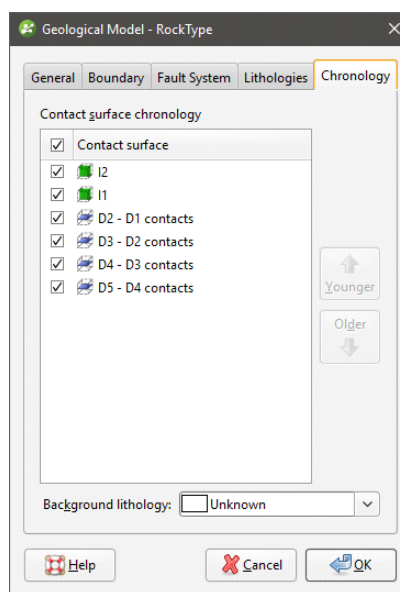 Geological Model - RockType
General Boundary Fault System Lithologies Chronology
Contact surface chronology
Contact surface
I2
I1
D2 - D1 contacts
D3 - D2 contacts
D4 - D3 contacts
D5 - D4 contacts
Younger
Older
Background lithology: Unknown
Help Cancel OK